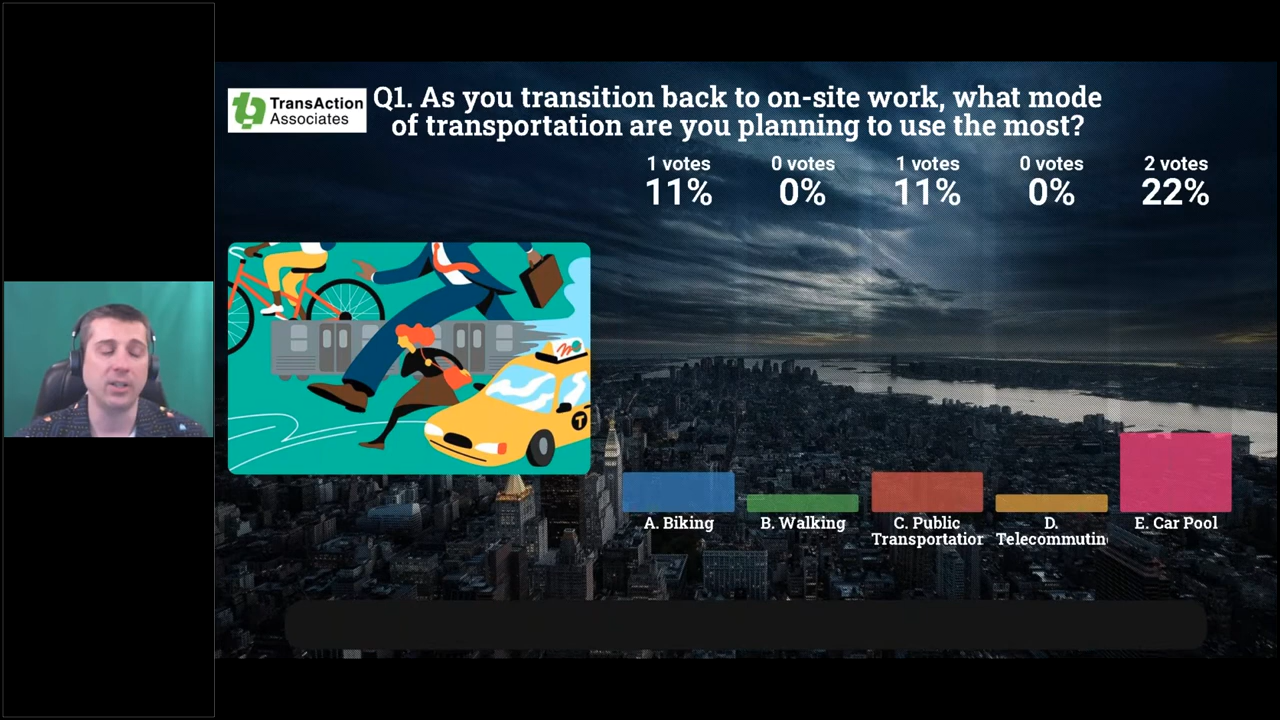 TransAction
Associates
Q1. As you transition back to on-site work, what mode
of transportation are you planning to use the most?
1 votes
0 votes
1 votes
0 votes
2 votes
11%
0%
11%
0%
22%
T
A. Biking
B. Walking
C. Public
Transportation
D.
Telecommutin
E. Car Pool